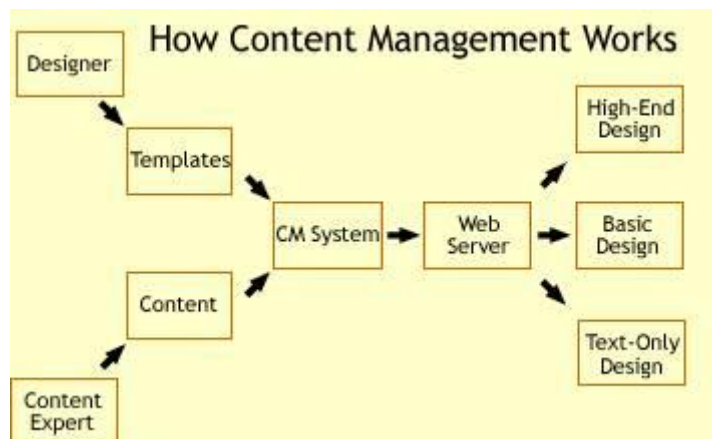 How Content Management Works
Designer
Templates
Content
Content
Expert
CM System
Web
Server
High-End
Design
Basic
Design
Text-Only
Design